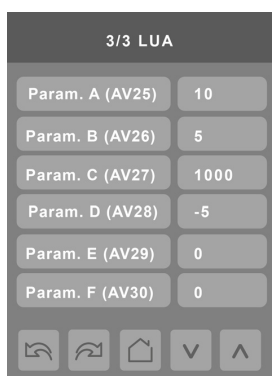 3/3 LUA
Param. A (AV25) 10
Param. B (AV26) 5
Param. C (AV27) 1000
Param. D (AV28) -5
Param. E (AV29) 0
Param. F (AV30) 0